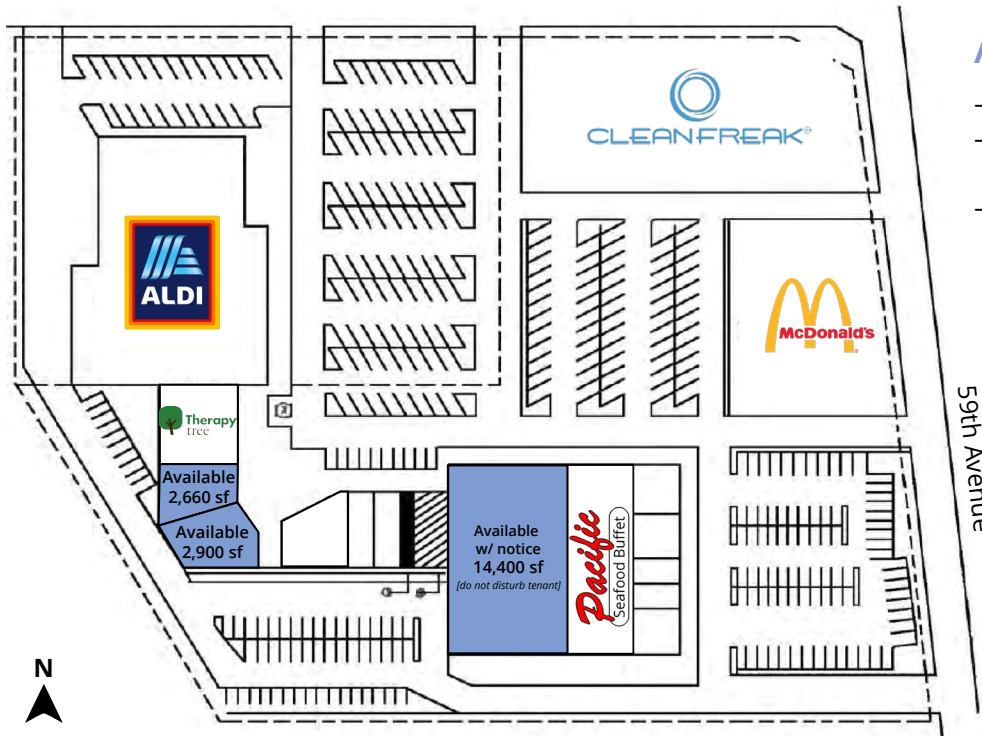 CLEANFREAK®
ALDI
McDonald's
Therapy
tree
Available
2,660 sf
Available
2,900 sf
Available
w/ notice
14,400 sf
[do not disturb tenant]
Pacific
Seafood Buffet
59th Avenue
N